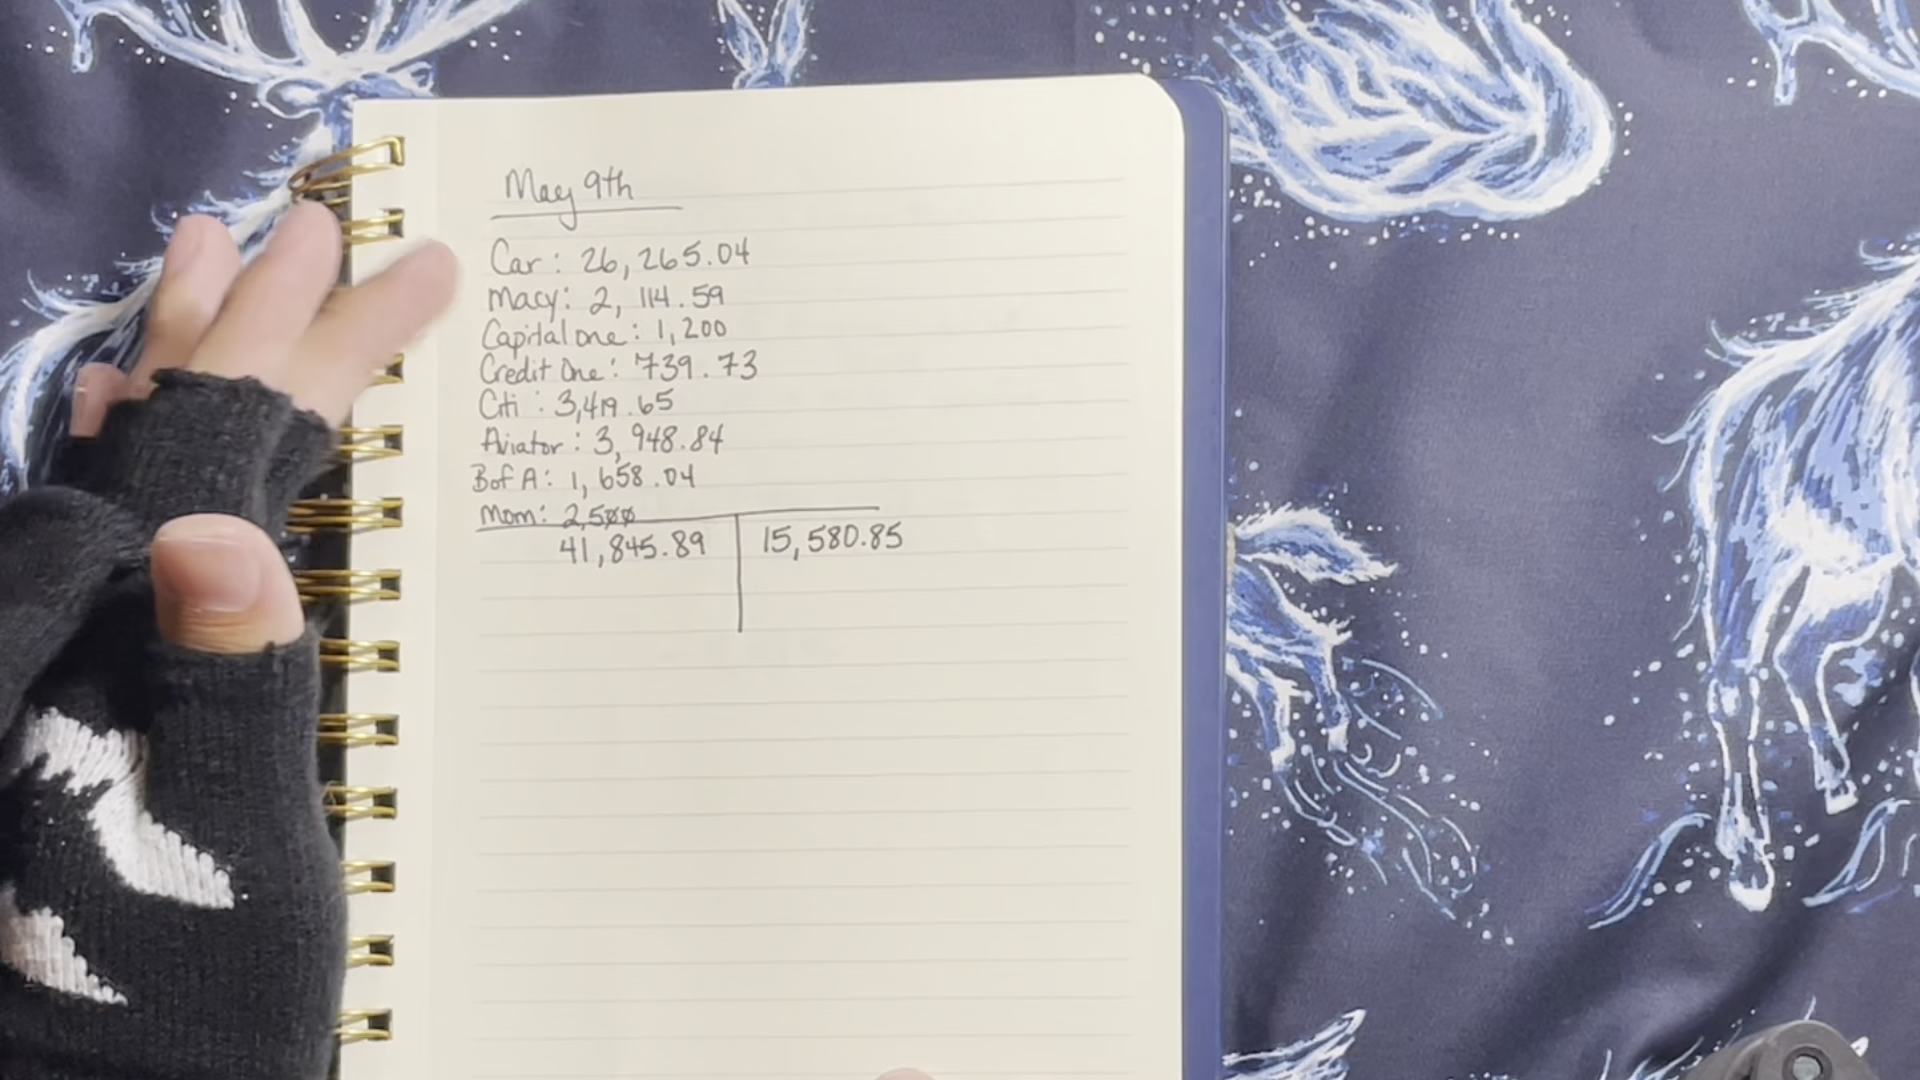 May 9th
Car: 26,265.04
Macy: 2,114.59
Capital one: 1,200
Credit One: 739.73
Citi: 3,419.65
Aviator: 3,948.84
B of A: 1,658.04
Mom: 2,500
41,845.89 15,580.85